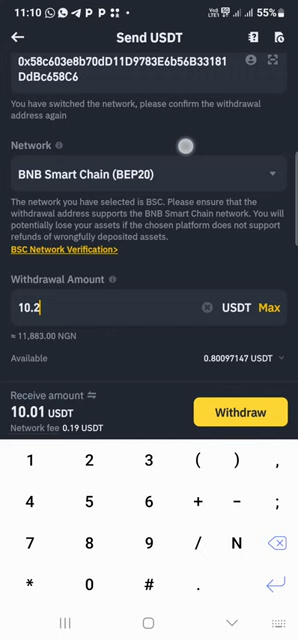 11:10
Vo)
LTE1
55%
Send USDT
0x58c603e8b70dD11D9783E6b56B33181
DdBc658C6
You have switched the network, please confirm the withdrawal
address again
Network
BNB Smart Chain (BEP20)
The network you have selected is BSC. Please ensure that the
withdrawal address supports the BNB Smart Chain network. You will
potentially lose your assets if the chosen platform does not support
refunds of wrongfully deposited assets.
BSC Network Verification>
Withdrawal Amount
10.2 USDT Max
≈ 11,883.00 NGN
Available 0.80097147 USDT
Receive amount
10.01 USDT
Network fee 0.19 USDT
Withdraw
1 2 3 ( ) ,
4 5 6 + - ;
7 8 9 / N
* 0 # .